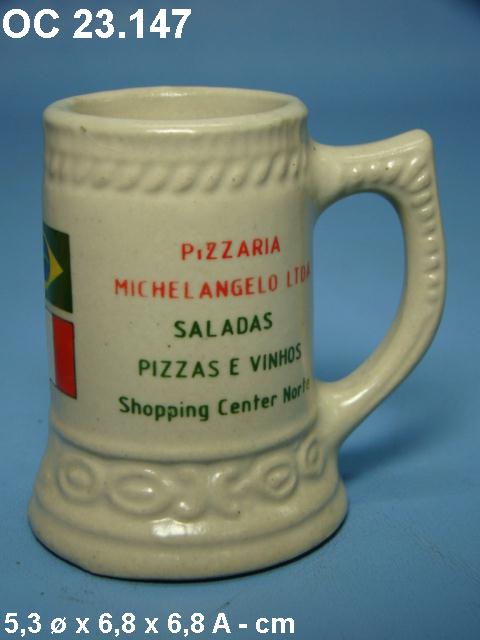 OC 23.147
PIZZARIA
MICHELANGELO LTDA
SALADAS
PIZZAS E VINHOS
Shopping Center Norte
5,3 ø x 6,8 x 6,8 A - cm